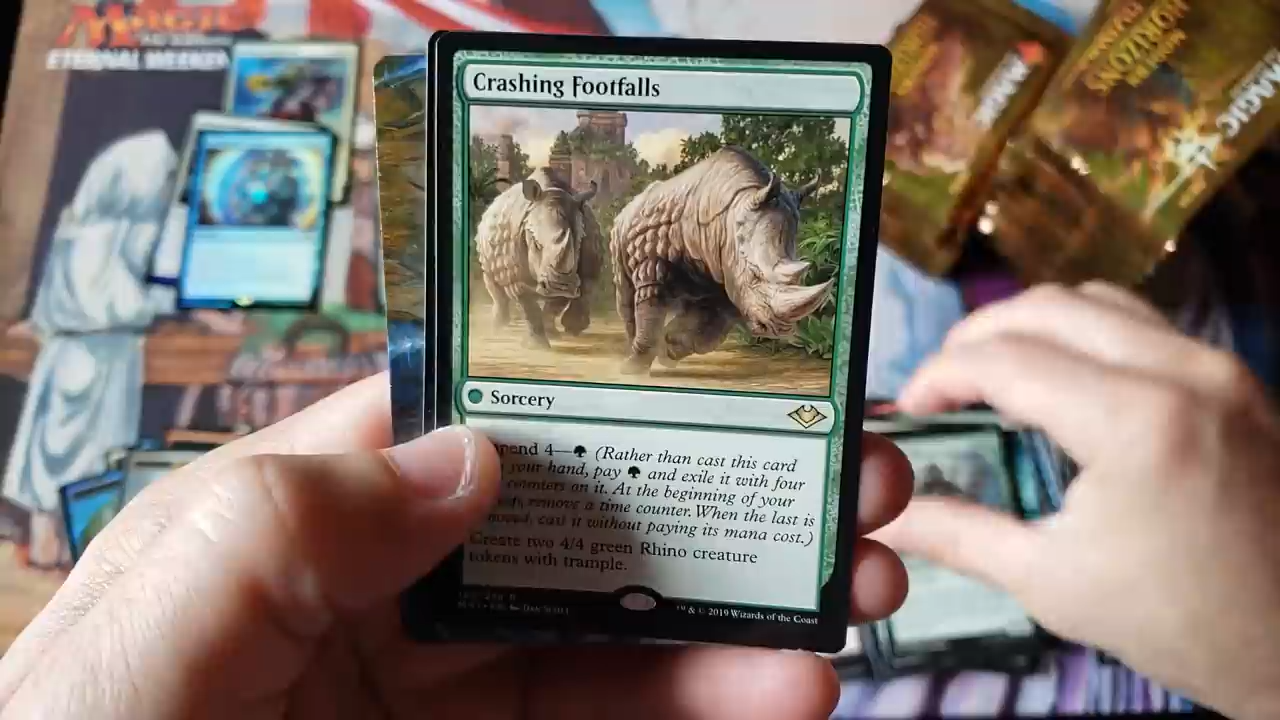 MAGIC
ETERNAL WEEKEND
HORIZONS
MAGIC
MAGIC
Crashing Footfalls
Sorcery
pend 4— (Rather than cast this card
your hand, pay and exile it with four
counters on it. At the beginning of your
remove a time counter. When the last is
cast it without paying its mana cost.)
Create two 4/4 green Rhino creature
tokens with trample.
™ & © 2019 Wizards of the Coast